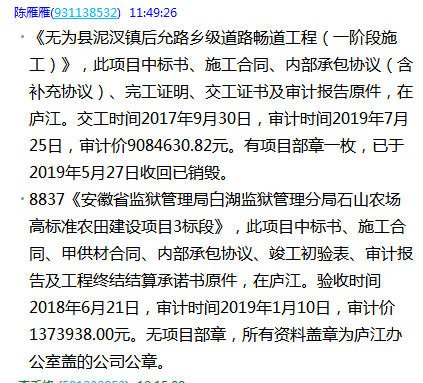 陈雁雁(931138532) 11:49:26
• 《无为县泥汊镇后允路乡级道路畅道工程（一阶段施
工）》，此项目中标书、施工合同、内部承包协议（含
补充协议）、完工证明、交工证书及审计报告原件，在
庐江。交工时间2017年9月30日，审计时间2019年7月
25日，审计价9084630.82元。有项目部章一枚，已于
2019年5月27日收回已销毁。
• 8837《安徽省监狱管理局白湖监狱管理分局石山农场
高标准农田建设项目3标段》，此项目中标书、施工合
同、甲供材合同、内部承包协议、竣工初验表、审计报
告及工程终结结算承诺书原件，在庐江。验收时间
2018年6月21日，审计时间2019年1月10日，审计价
1373938.00元。无项目部章，所有资料盖章为庐江办
公室盖的公司公章。